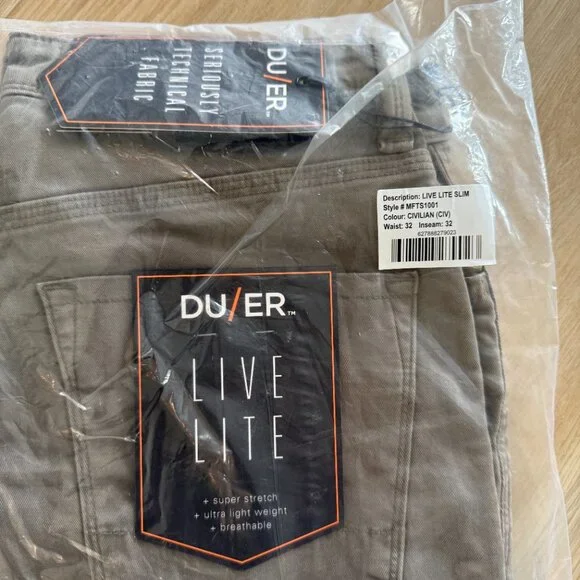 DU/ER
SERIOUSLY
TECHNICAL
FABRIC
Description: LIVE LITE SLIM
Style # MFTS1001
Colour: CIVILIAN (CIV)
Waist: 32 Inseam: 32
627886279023
DU/ER™
LIVE
LITE
+ super stretch
+ ultra light weight
+ breathable